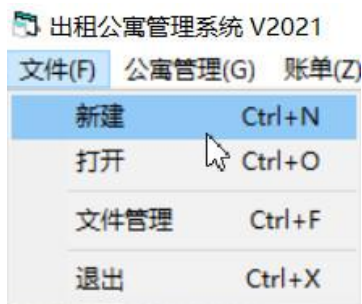 出租公寓管理系统 V2021
文件(F) 公寓管理(G) 账单(Z)
新建 Ctrl+N
打开 Ctrl+O
文件管理 Ctrl+F
退出 Ctrl+X